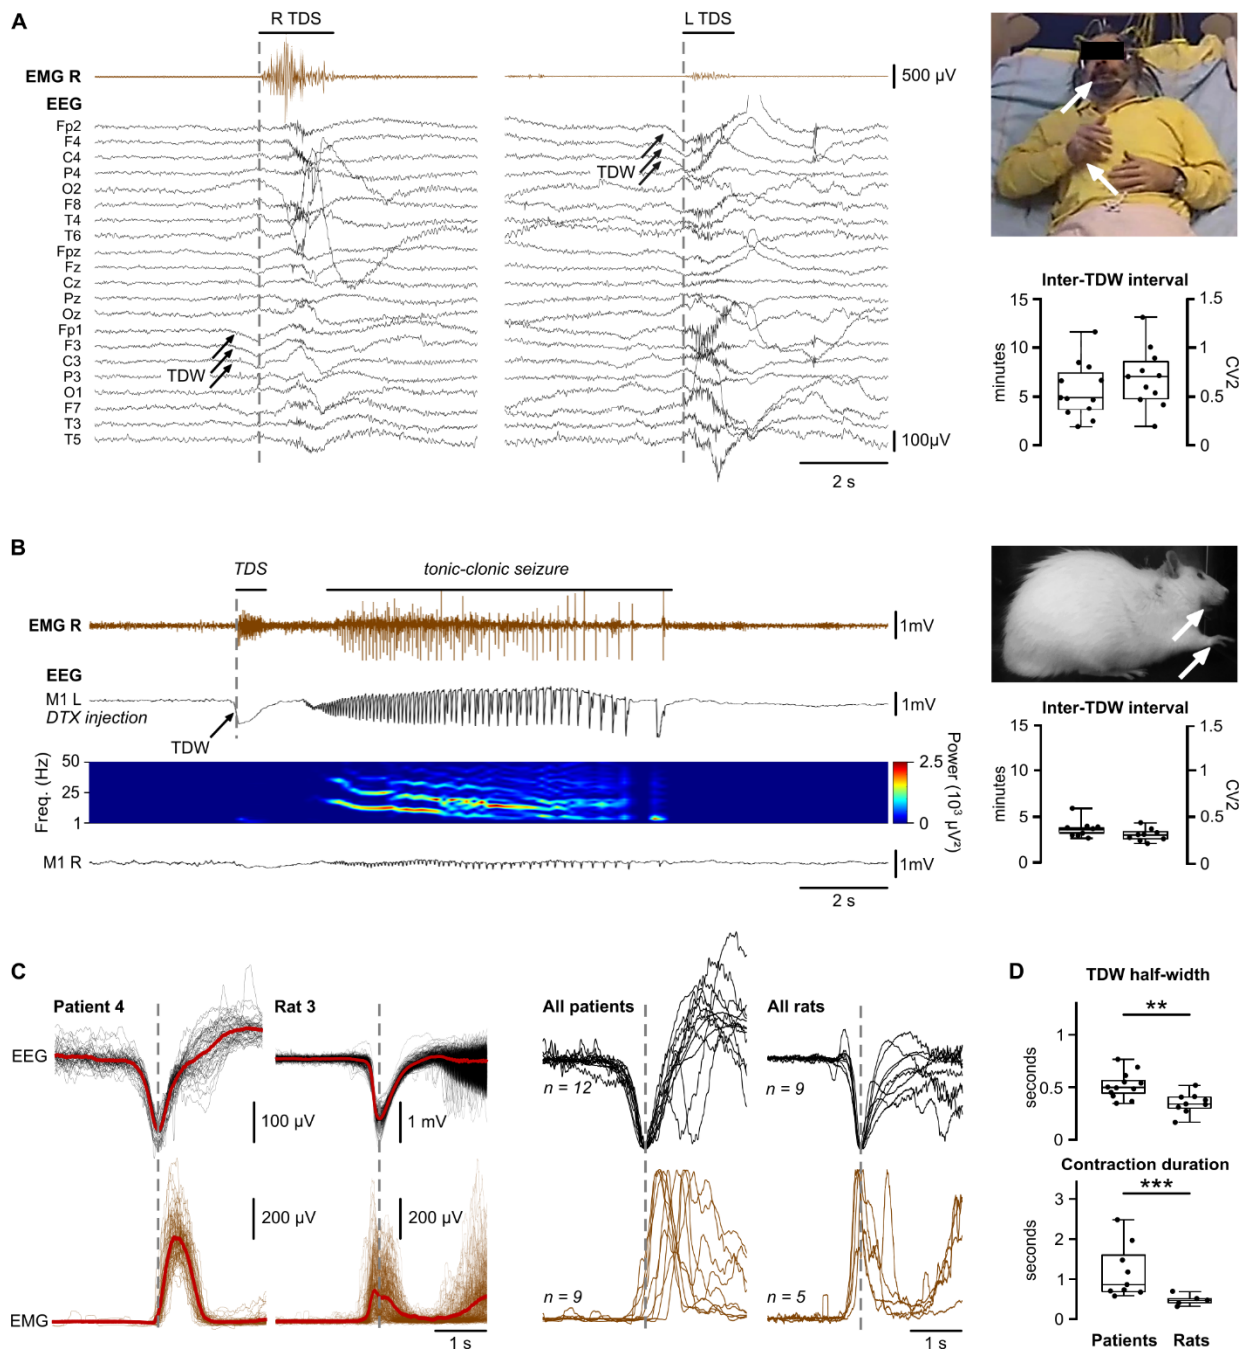 A
R TDS
L TDS
EMG R
500 µV
EEG
Fp2
F4
C4
P4
O2
F8
T4
T6
Fpz
Fz
Cz
Pz
Oz
Fp1
F3
C3
P3
O1
F7
T3
T5
TDW
TDW
100µV
2 s
Inter-TDW interval
15
10
5
0
minutes
1.5
1
0.5
0
CV2
B
TDS
tonic-clonic seizure
EMG R
1mV
EEG
M1 L
DTX injection
TDW
1mV
50
25
1
Freq. (Hz)
2.5
0
Power (10³ µV²)
M1 R
1mV
2 s
Inter-TDW interval
15
10
5
0
minutes
1.5
1
0.5
0
CV2
C
Patient 4
Rat 3
All patients
All rats
EEG
n = 12
n = 9
100 µV
1 mV
200 µV
200 µV
n = 9
n = 5
EMG
1 s
1 s
D
TDW half-width
**
1
0.5
0
seconds
Contraction duration
***
3
2
1
0
seconds
Patients
Rats